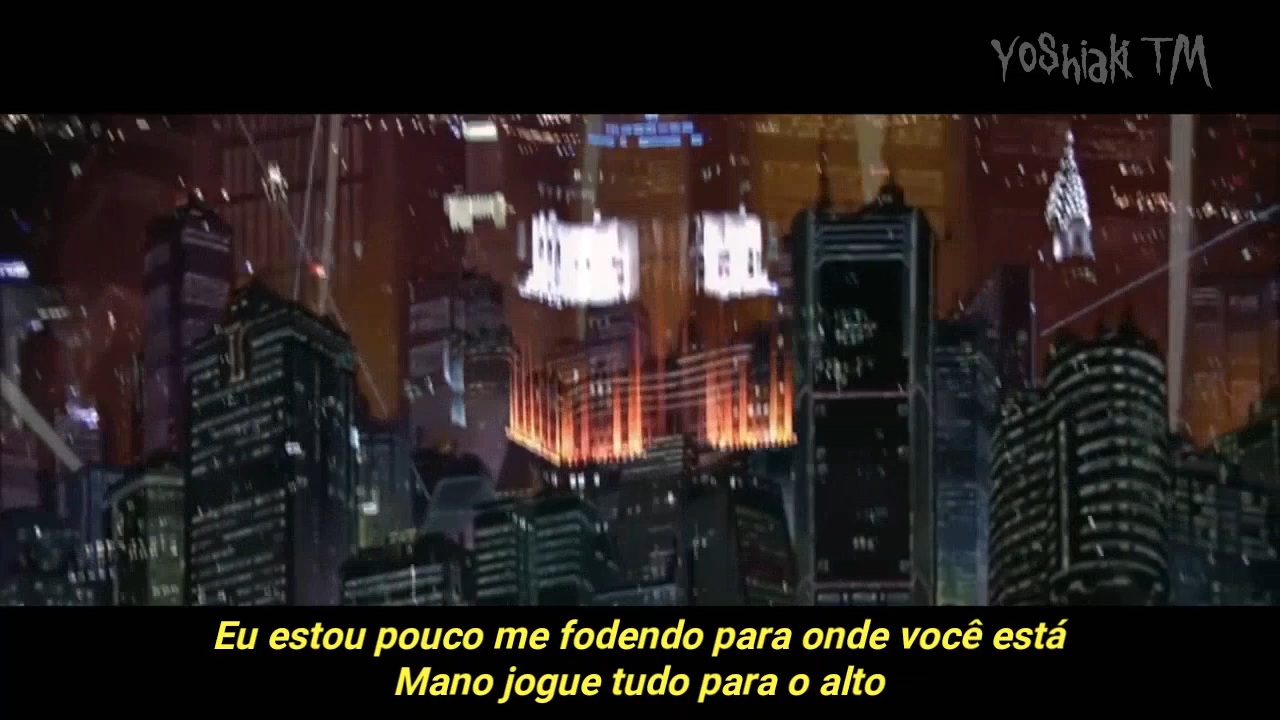 YoShiaki TM
Eu estou pouco me fodendo para onde você está
Mano jogue tudo para o alto